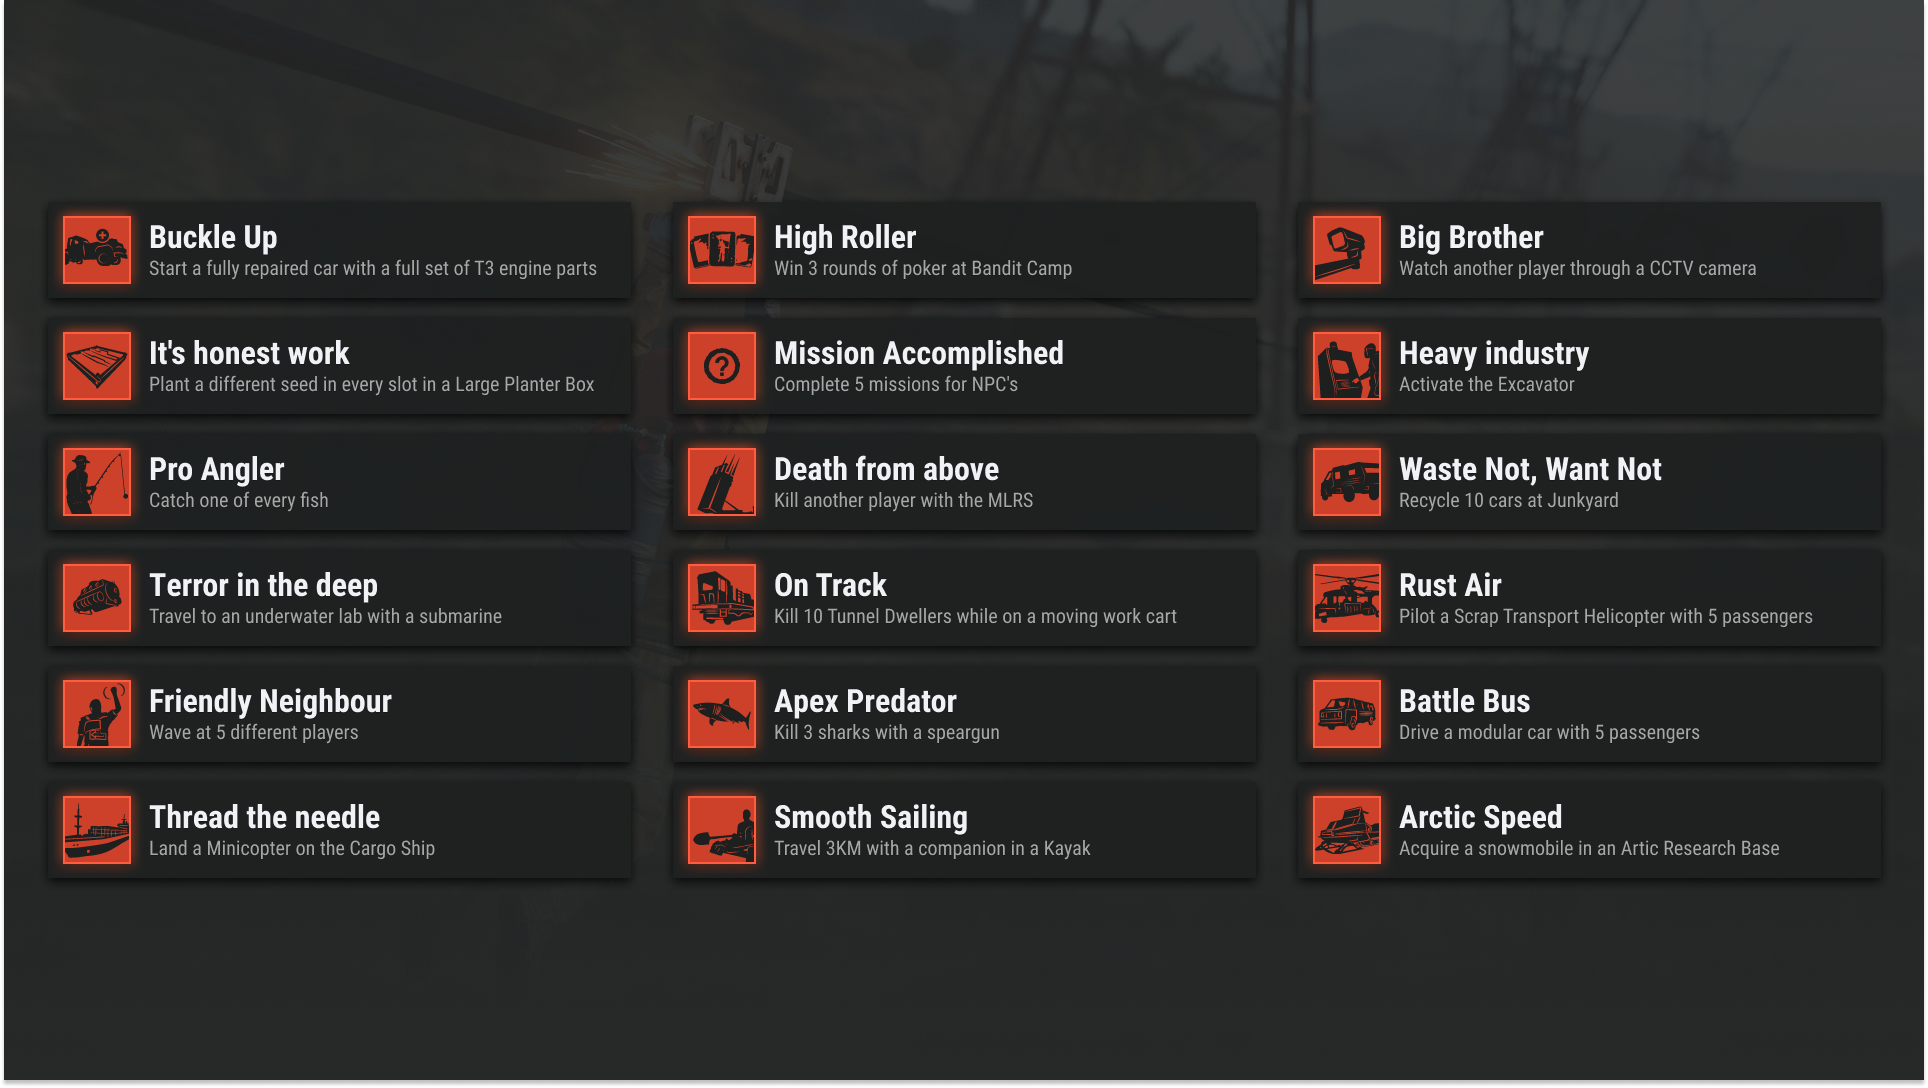 Buckle Up
Start a fully repaired car with a full set of T3 engine parts
High Roller
Win 3 rounds of poker at Bandit Camp
Big Brother
Watch another player through a CCTV camera
It's honest work
Plant a different seed in every slot in a Large Planter Box
Mission Accomplished
Complete 5 missions for NPC's
Heavy industry
Activate the Excavator
Pro Angler
Catch one of every fish
Death from above
Kill another player with the MLRS
Waste Not, Want Not
Recycle 10 cars at Junkyard
Terror in the deep
Travel to an underwater lab with a submarine
On Track
Kill 10 Tunnel Dwellers while on a moving work cart
Rust Air
Pilot a Scrap Transport Helicopter with 5 passengers
Friendly Neighbour
Wave at 5 different players
Apex Predator
Kill 3 sharks with a speargun
Battle Bus
Drive a modular car with 5 passengers
Thread the needle
Land a Minicopter on the Cargo Ship
Smooth Sailing
Travel 3KM with a companion in a Kayak
Arctic Speed
Acquire a snowmobile in an Artic Research Base